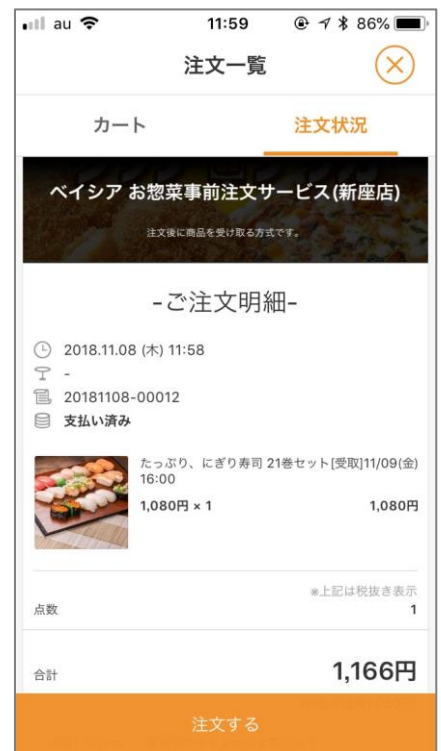 au 11:59 86%
注文一覧
カート 注文状況
ベイシア お惣菜事前注文サービス(新座店)
注文後に商品を受け取る方式です。
-ご注文明細-
2018.11.08 (木) 11:58
-
20181108-00012
支払い済み
たっぷり、にぎり寿司 21巻セット[受取]11/09(金)
16:00
1,080円 × 1 1,080円
※上記は税抜き表示
点数 1
合計 1,166円
注文する